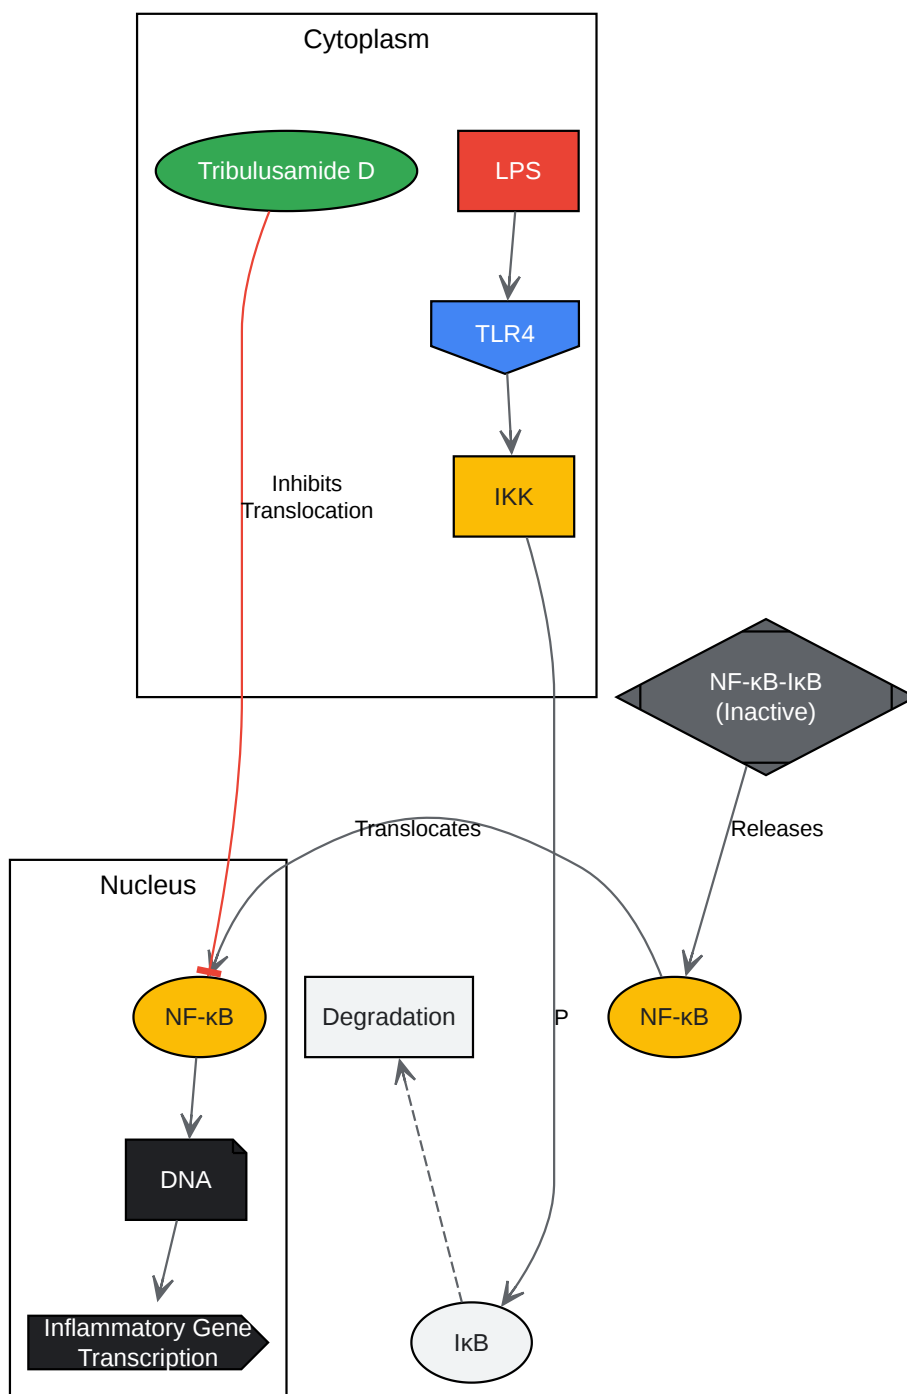 Cytoplasm
Tribulusamide D
LPS
TLR4
Inhibits
Translocation
IKK
NF-κB-IκB
(Inactive)
Translocates
Releases
Nucleus
NF-κB
Degradation
P
NF-κB
DNA
Inflammatory Gene
Transcription
IκB